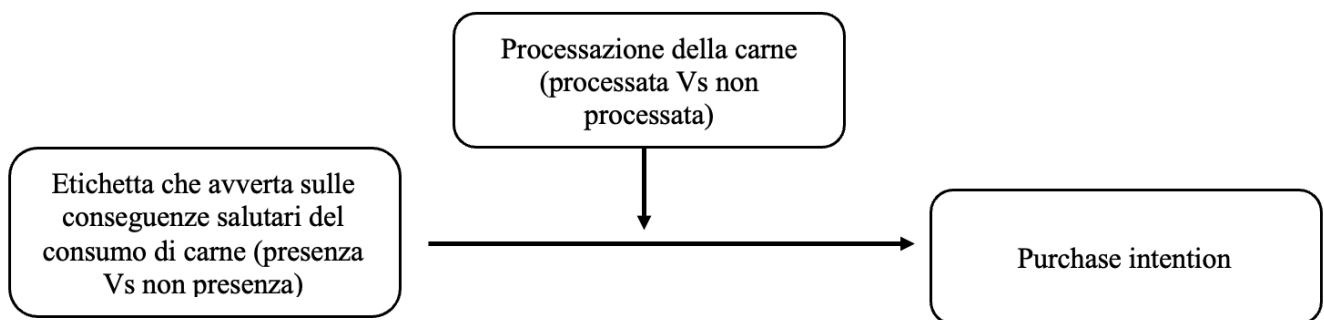 Processazione della carne
(processata Vs non
processata)
Etichetta che avverta sulle
conseguenze salutari del
consumo di carne (presenza
Vs non presenza)
Purchase intention